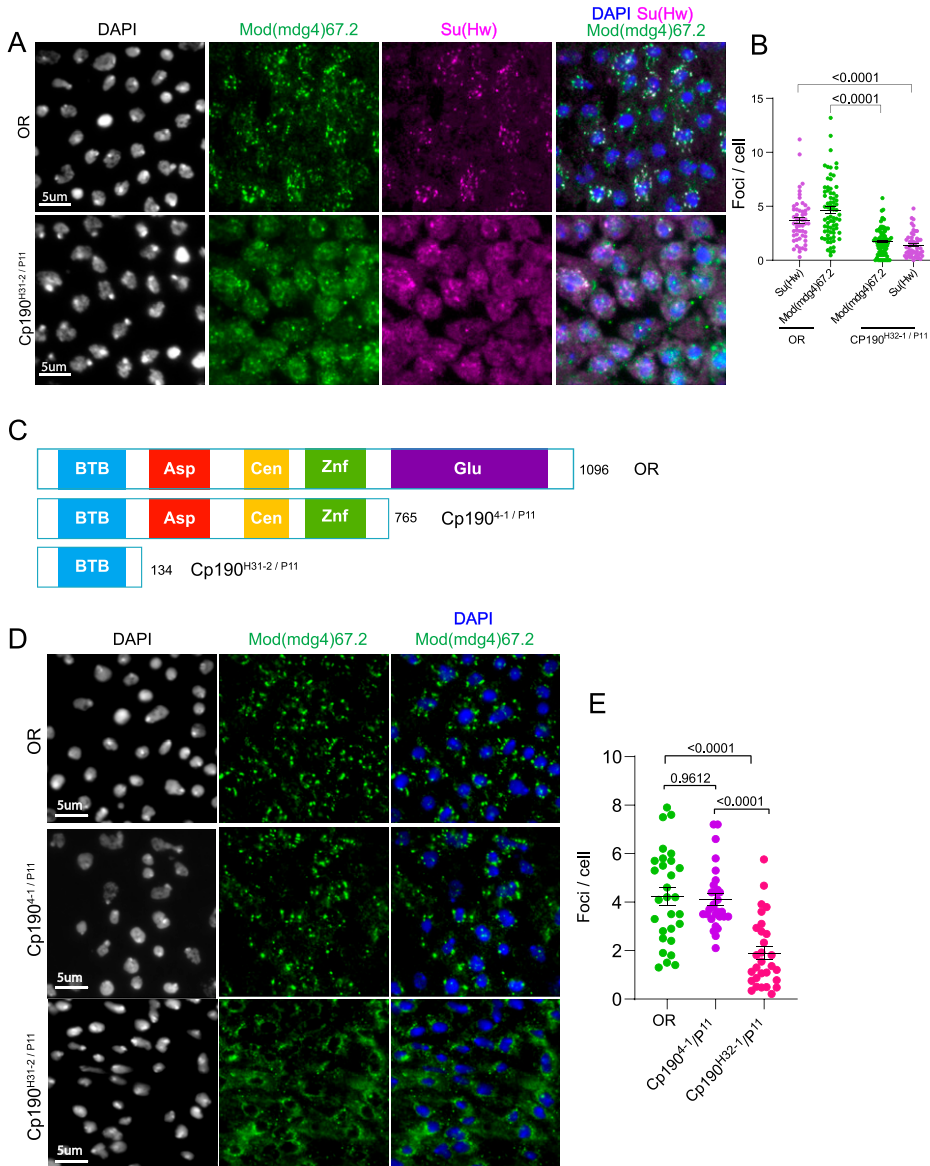 A
DAPI
Mod(mdg4)67.2
Su(Hw)
DAPI Su(Hw)
Mod(mdg4)67.2
OR
5um
Cp190H31-2 / P11
5um
B
<0.0001
<0.0001
Foci / cell
15
10
5
0
Su(Hw)
Mod(mdg4)67.2
Mod(mdg4)67.2
Su(Hw)
OR
CP190H32-1 / P11
C
BTB Asp Cen Znf Glu 1096 OR
BTB Asp Cen Znf 765 Cp1904-1 / P11
BTB 134 Cp190H31-2 / P11
D
DAPI
Mod(mdg4)67.2
DAPI
Mod(mdg4)67.2
OR
5um
Cp1904-1 / P11
5um
Cp190H31-2 / P11
5um
E
<0.0001
0.9612
<0.0001
Foci / cell
10
8
6
4
2
0
OR
Cp1904-1/P11
Cp190H32-1/P11